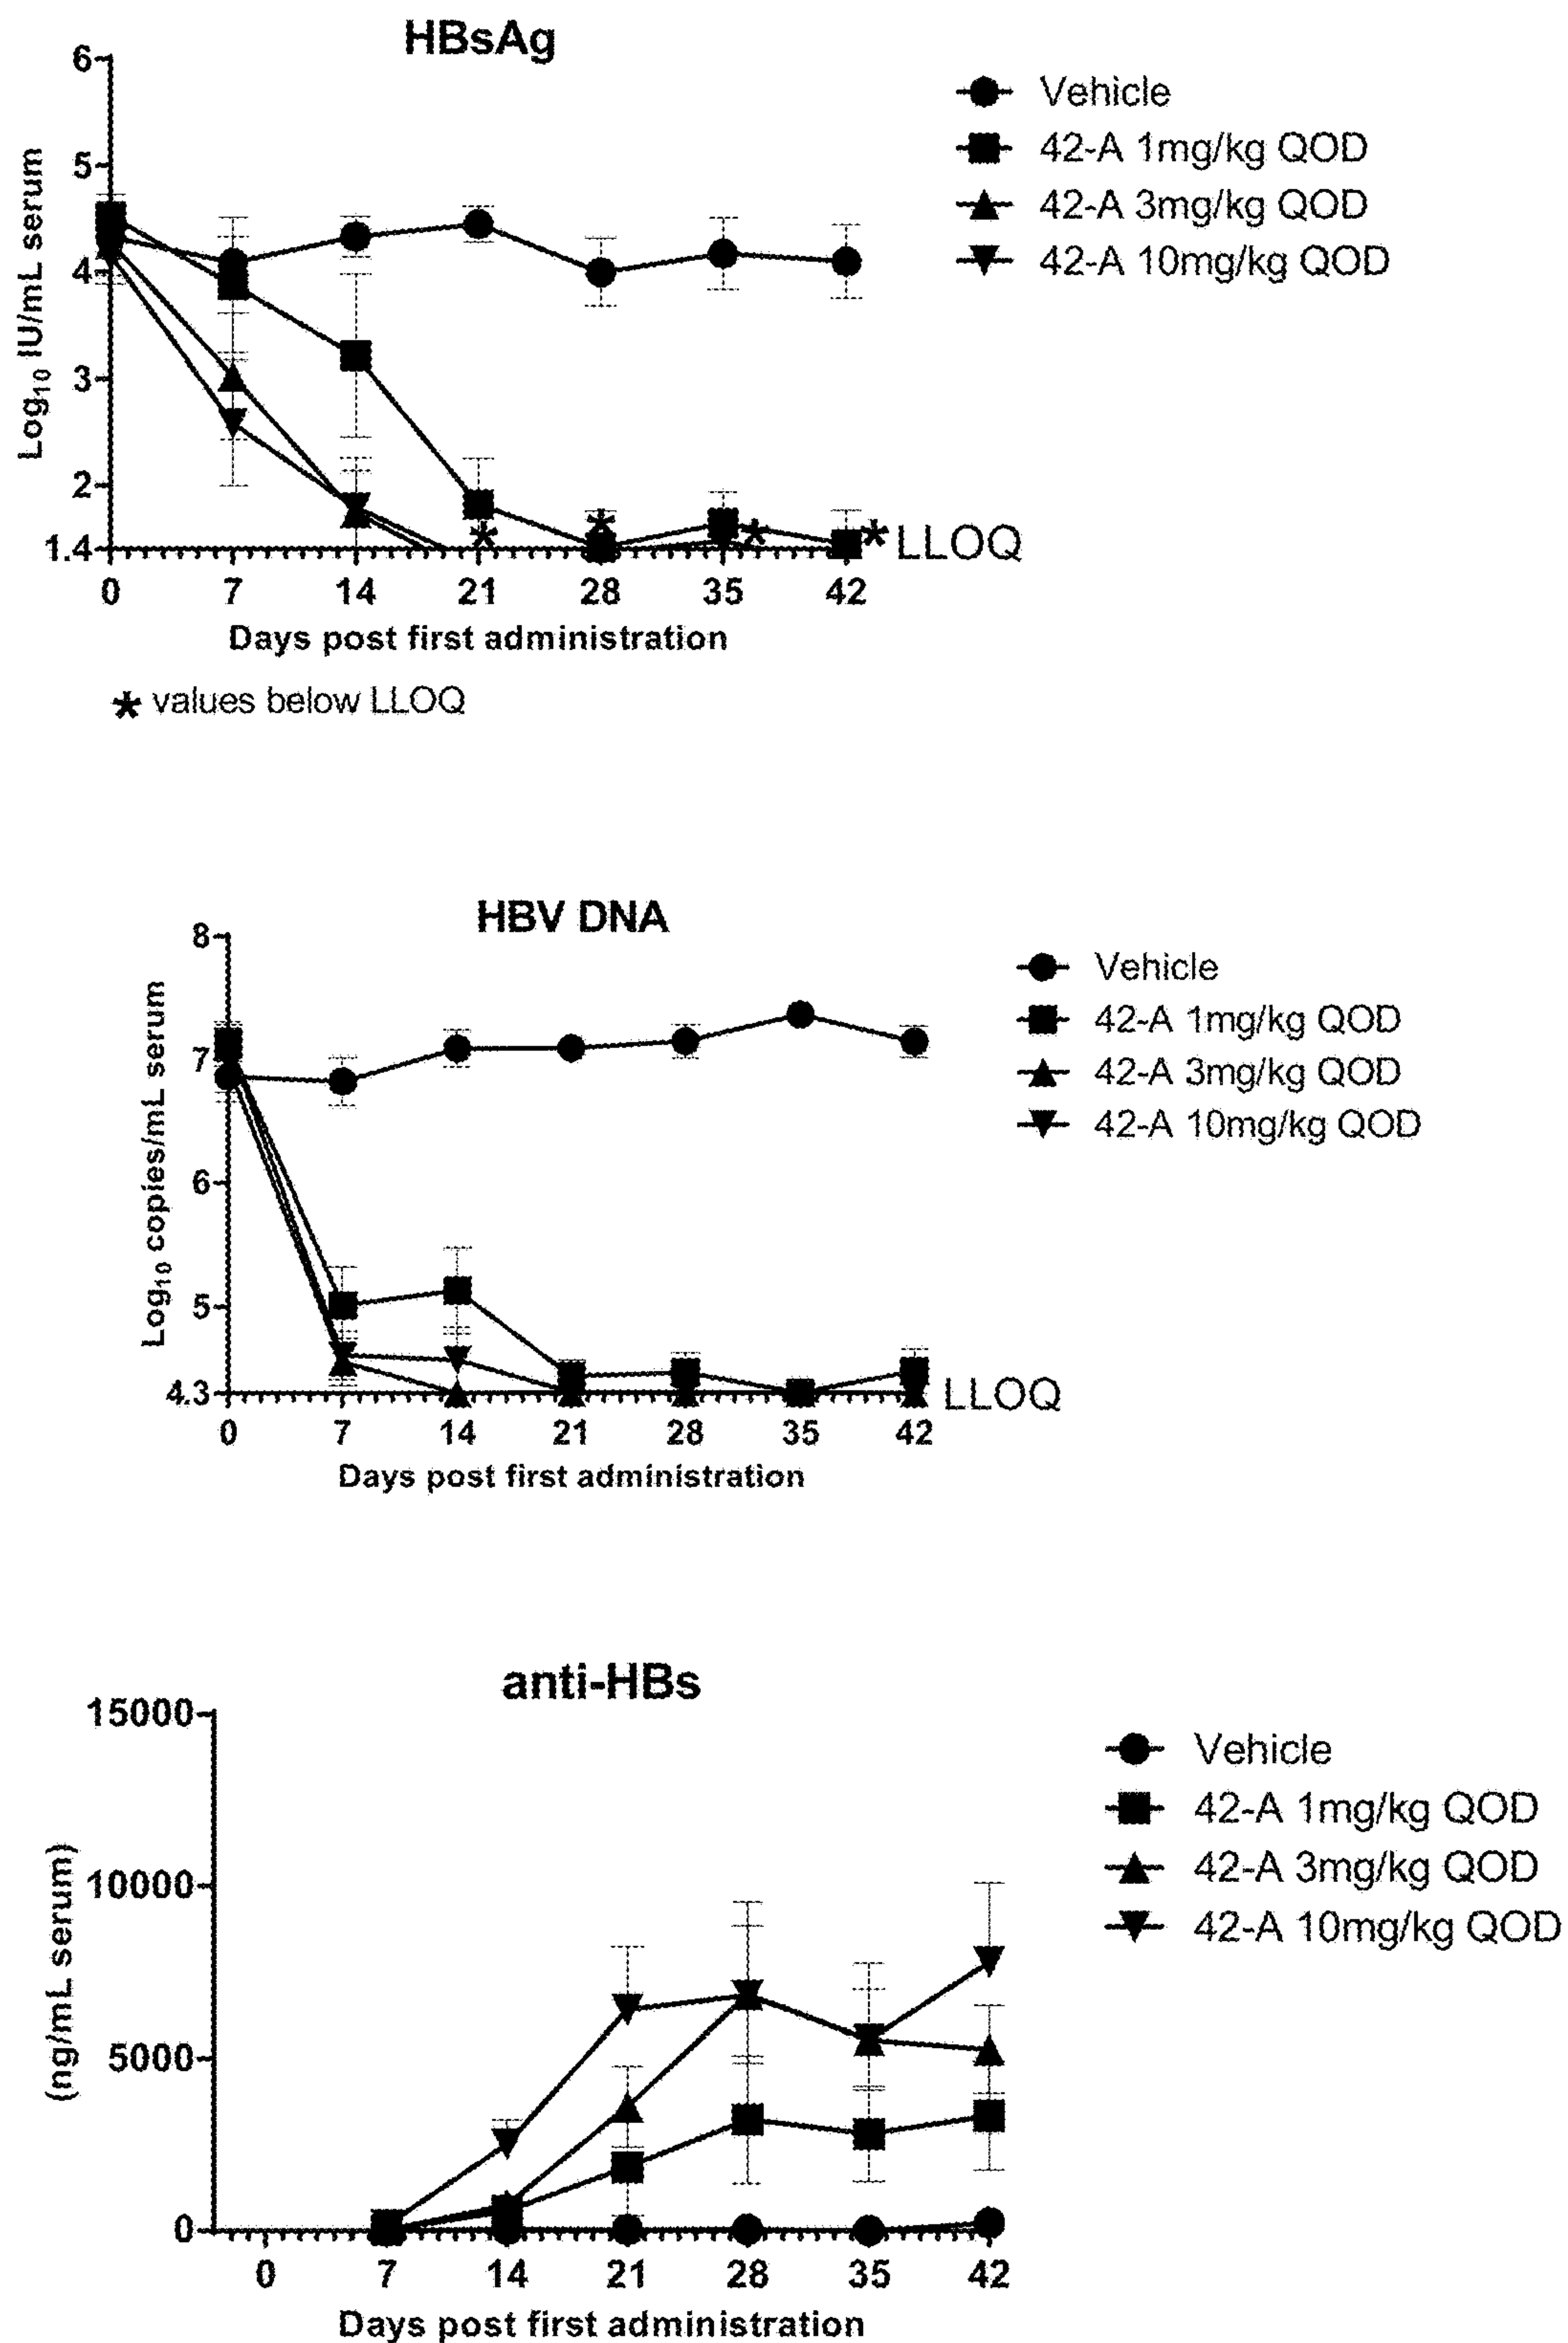 HBsAg
6
5
4
3
2
1.4
Log10 IU/mL serum
Vehicle
42-A 1mg/kg QOD
42-A 3mg/kg QOD
42-A 10mg/kg QOD
* * * * LLOQ
0 7 14 21 28 35 42
Days post first administration
* values below LLOQ
HBV DNA
8
7
6
5
4.3
Log10 copies/mL serum
Vehicle
42-A 1mg/kg QOD
42-A 3mg/kg QOD
42-A 10mg/kg QOD
LLOQ
0 7 14 21 28 35 42
Days post first administration
anti-HBs
15000
10000
5000
0
(ng/mL serum)
Vehicle
42-A 1mg/kg QOD
42-A 3mg/kg QOD
42-A 10mg/kg QOD
0 7 14 21 28 35 42
Days post first administration